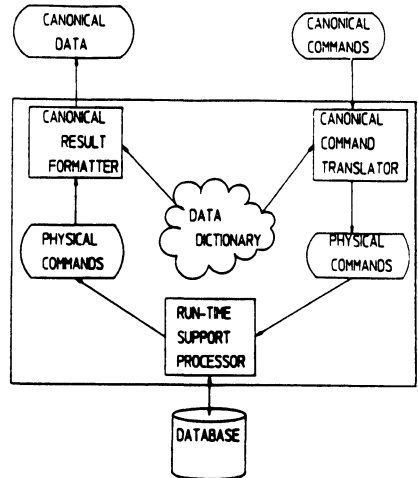 CANONICAL
DATA
CANONICAL
COMMANDS
CANONICAL
RESULT
FORMATTER
CANONICAL
COMMAND
TRANSLATOR
DATA
DICTIONARY
PHYSICAL
COMMANDS
PHYSICAL
COMMANDS
RUN-TIME
SUPPORT
PROCESSOR
DATABASE